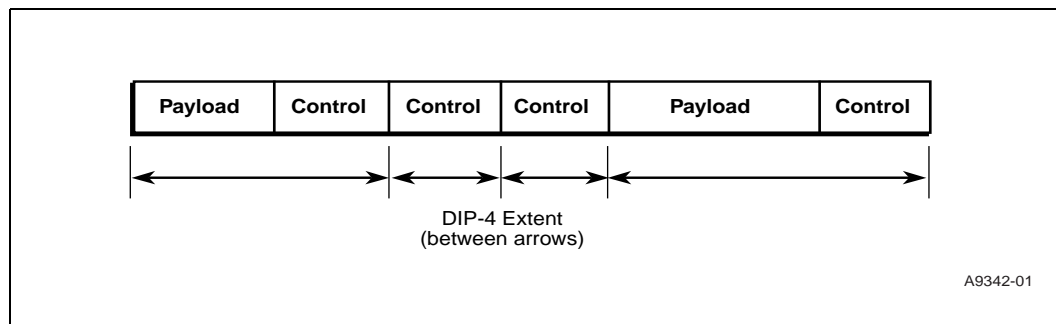 Payload Control Control Control Payload Control
DIP-4 Extent
(between arrows)
A9342-01